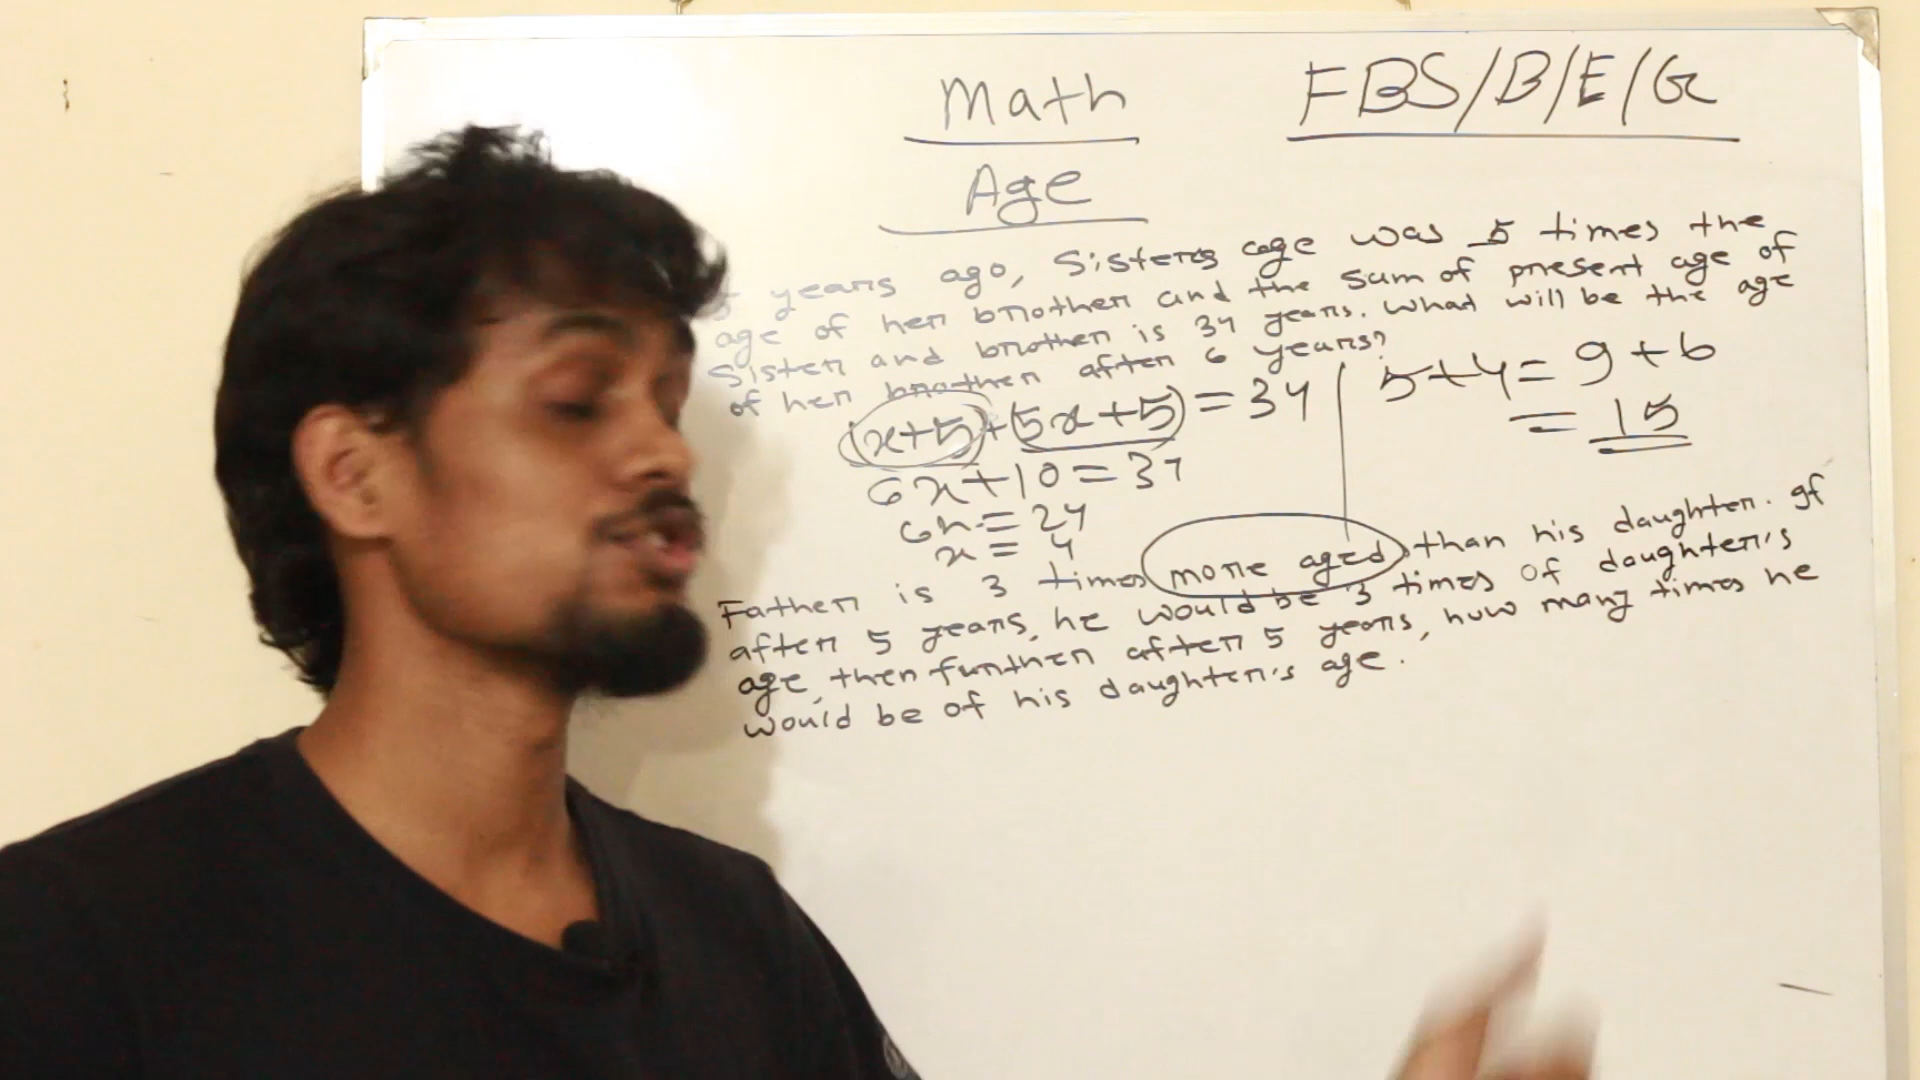 Math
FBS/B/E/G
Age
5 years ago, Sister's age was 5 times the
age of her brother and the sum of present age of
Sister and brother is 34 years. What will be the age
of her brother after 6 years?
(x+5)+(5x+5)=34
5+4=9+6
=15
6x+10=34
6x=24
x=4
Father is 3 times more aged than his daughter. If
after 5 years, he would be 3 times of daughter's
age, then further after 5 years, how many times he
would be of his daughter's age.